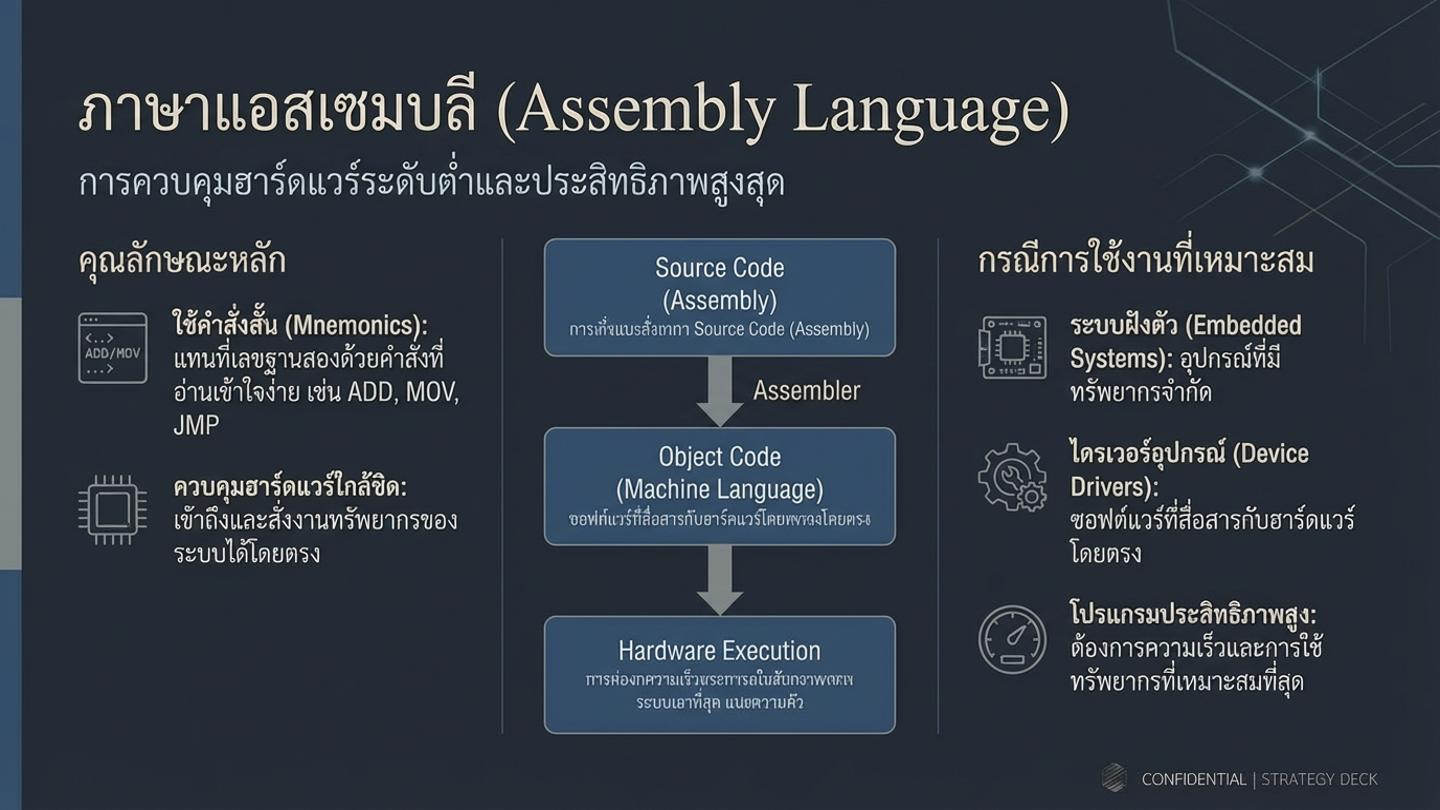 ภาษาแอสเซมบลี (Assembly Language)
การควบคุมฮาร์ดแวร์ระดับต่ำและประสิทธิภาพสูงสุด
คุณลักษณะหลัก
<..>
ADD/MOV
...>
ใช้คำสั่งสั้น (Mnemonics):
แทนที่เลขฐานสองด้วยคำสั่งที่
อ่านเข้าใจง่าย เช่น ADD, MOV,
JMP
ควบคุมฮาร์ดแวร์ใกล้ชิด:
เข้าถึงและสั่งงานทรัพยากรของ
ระบบได้โดยตรง
Source Code
(Assembly)
Source Code (Assembly)
Assembler
Object Code
(Machine Language)
Hardware Execution
กรณีการใช้งานที่เหมาะสม
ระบบฝังตัว (Embedded
Systems): อุปกรณ์ที่มี
ทรัพยากรจำกัด
ไดรเวอร์อุปกรณ์ (Device
Drivers):
ซอฟต์แวร์ที่สื่อสารกับฮาร์ดแวร์
โดยตรง
โปรแกรมประสิทธิภาพสูง:
ต้องการความเร็วและการใช้
ทรัพยากรที่เหมาะสมที่สุด
CONFIDENTIAL | STRATEGY DECK